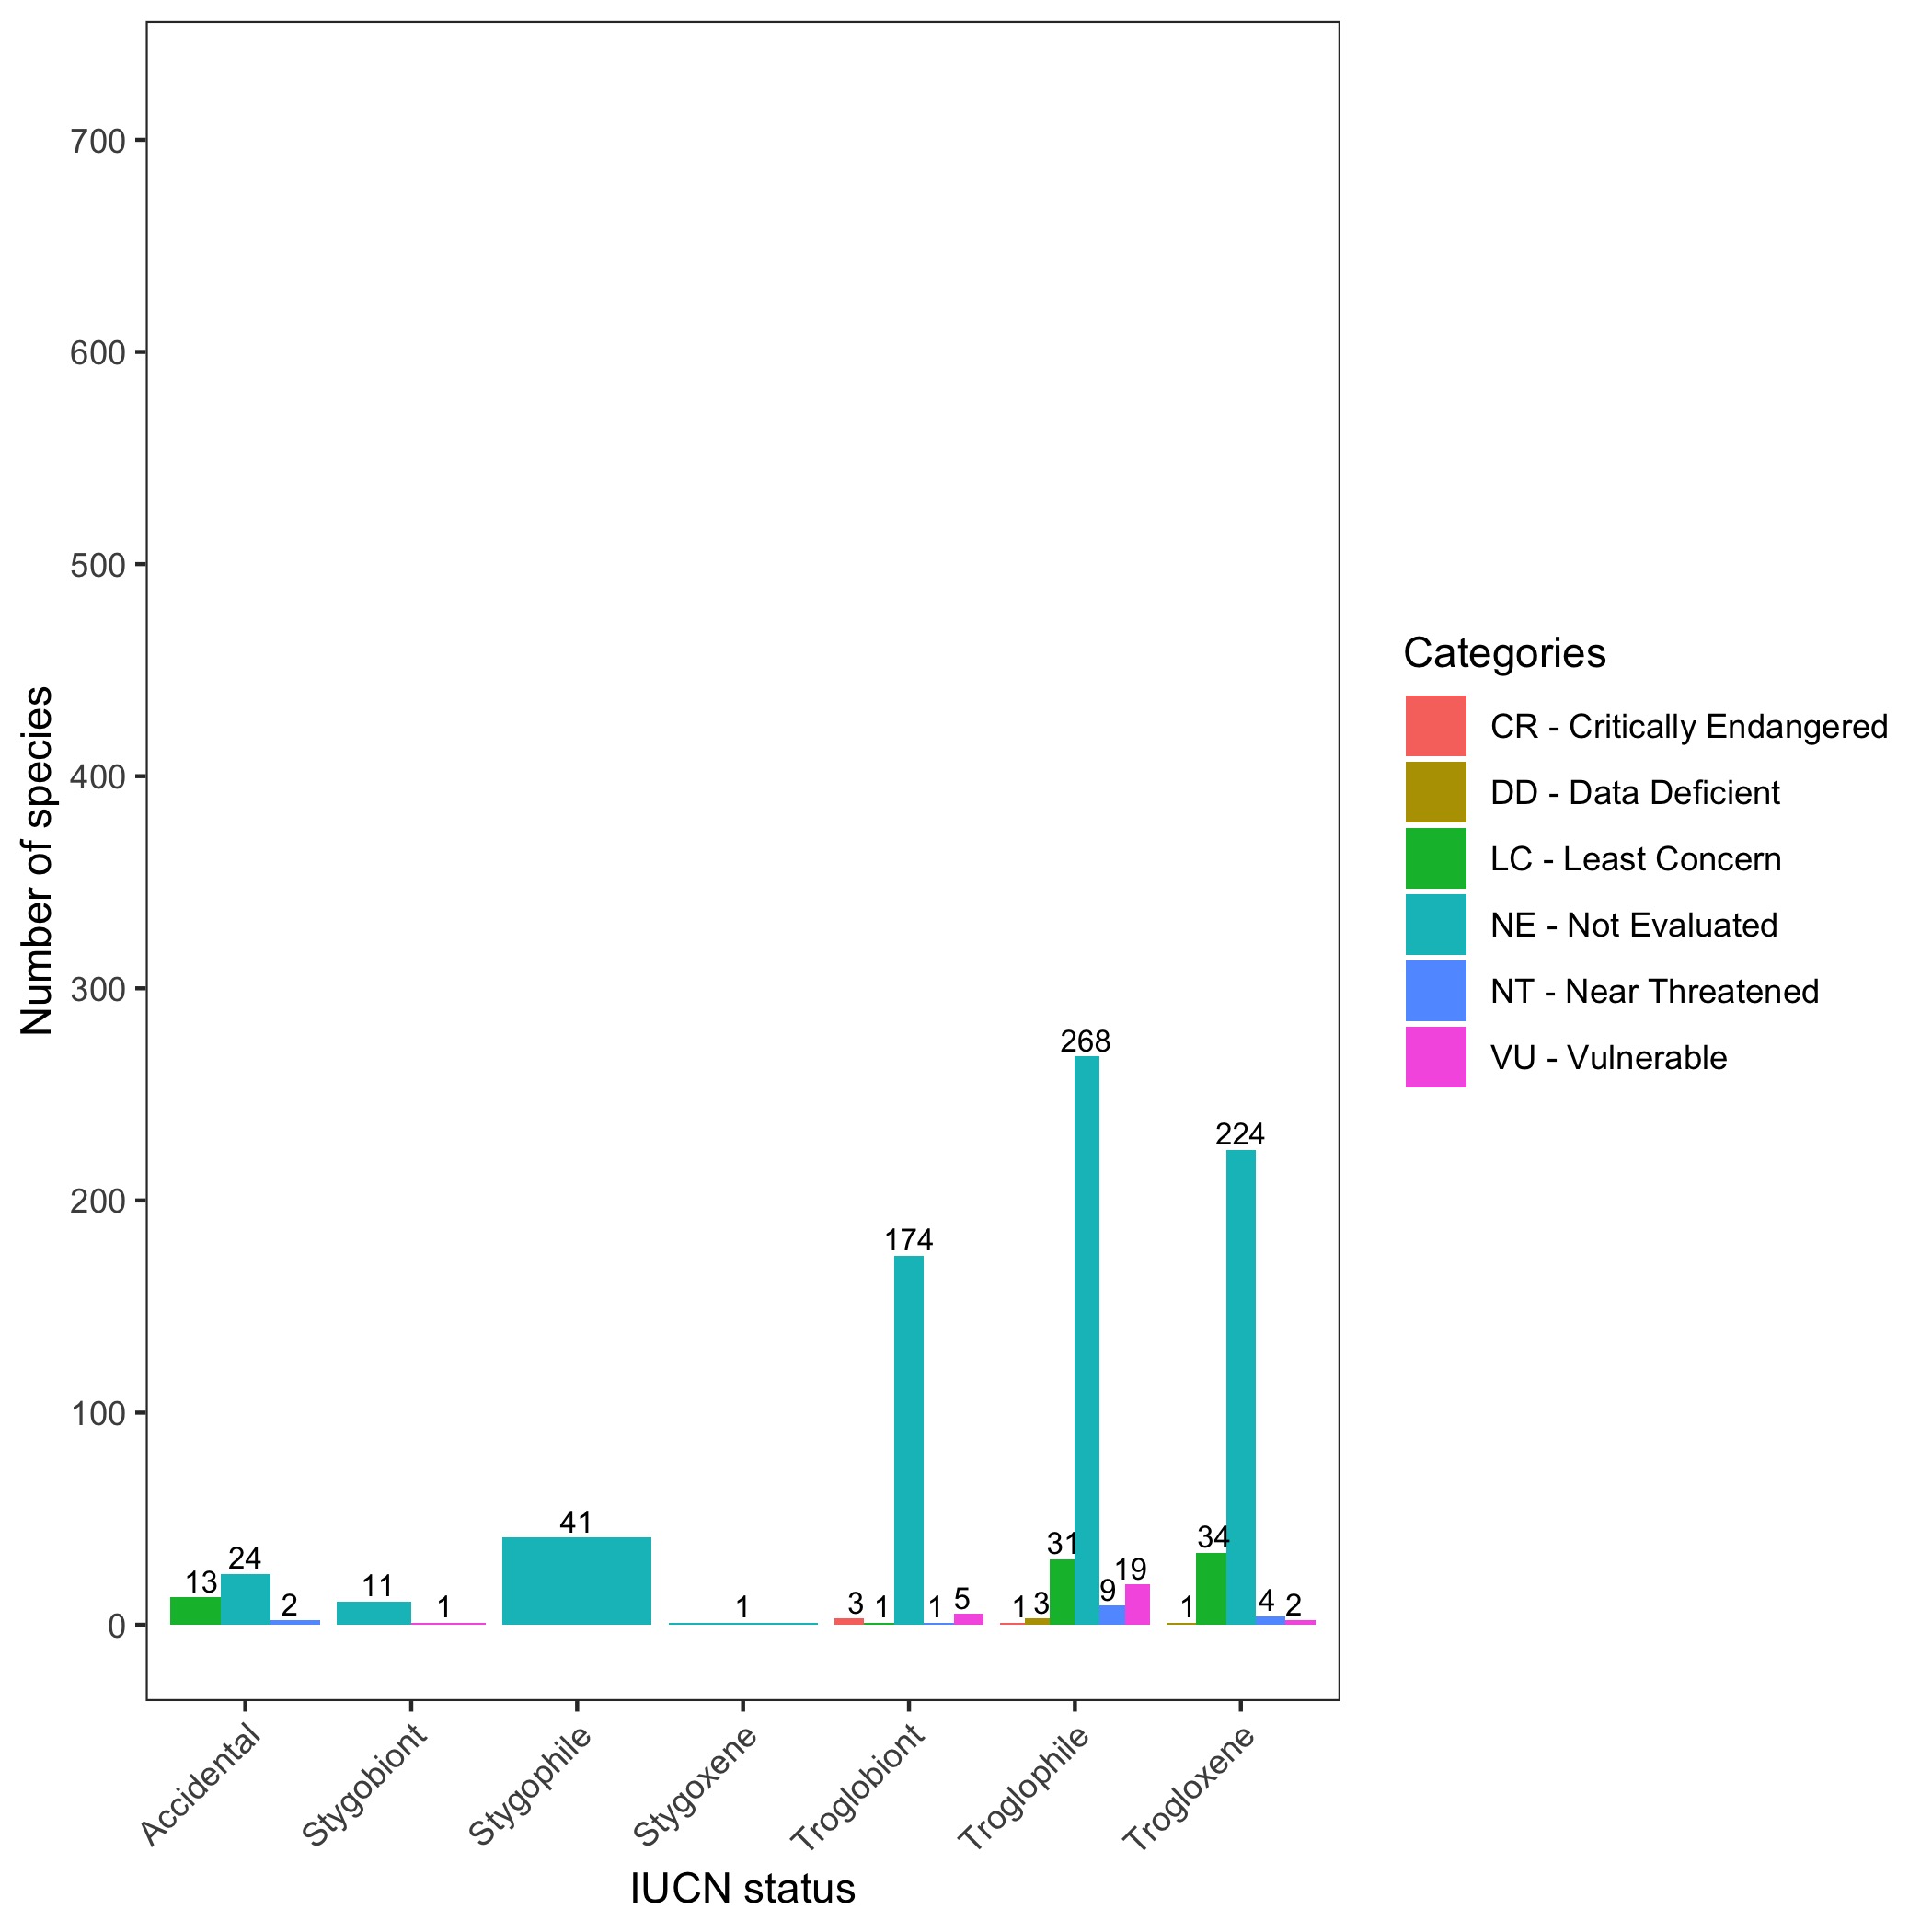 Number of species
700
600
500
400
300
200
100
0
13
24
2
11
1
41
1
3
1
174
1
5
1
3
31
268
9
19
1
34
224
4
2
Accidental
Stygobiont
Stygophile
Stygoxene
Troglobiont
Troglophile
Trogloxene
IUCN status
Categories
CR - Critically Endangered
DD - Data Deficient
LC - Least Concern
NE - Not Evaluated
NT - Near Threatened
VU - Vulnerable